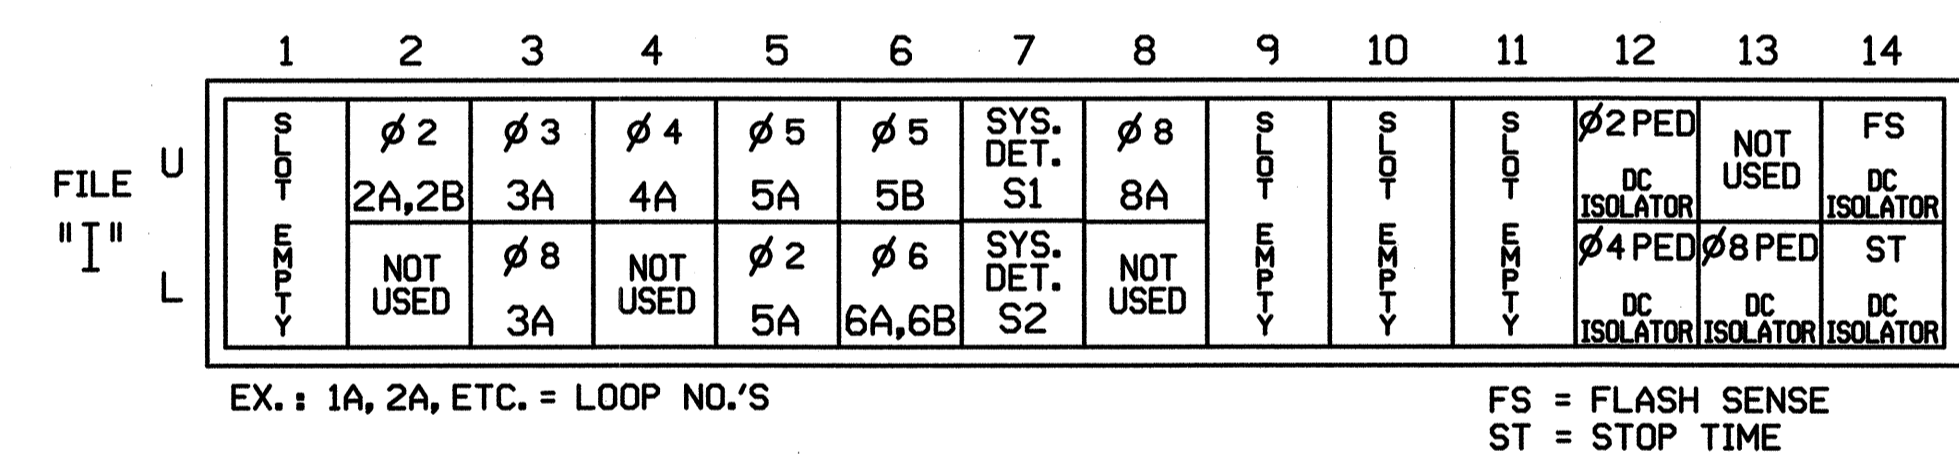 1 2 3 4 5 6 7 8 9 10 11 12 13 14
FILE "I"
U
L
SLOT EMPTY
Ø 2
2A,2B
NOT USED
Ø 3
3A
Ø 8
3A
Ø 4
4A
NOT USED
Ø 5
5A
Ø 2
5A
Ø 5
5B
Ø 6
6A,6B
SYS. DET.
S1
SYS. DET.
S2
Ø 8
8A
NOT USED
SLOT EMPTY
SLOT EMPTY
SLOT EMPTY
Ø2 PED
DC ISOLATOR
Ø4 PED
DC ISOLATOR
NOT USED
Ø8 PED
DC ISOLATOR
FS
DC ISOLATOR
ST
DC ISOLATOR
EX.: 1A, 2A, ETC. = LOOP NO.'S
FS = FLASH SENSE
ST = STOP TIME